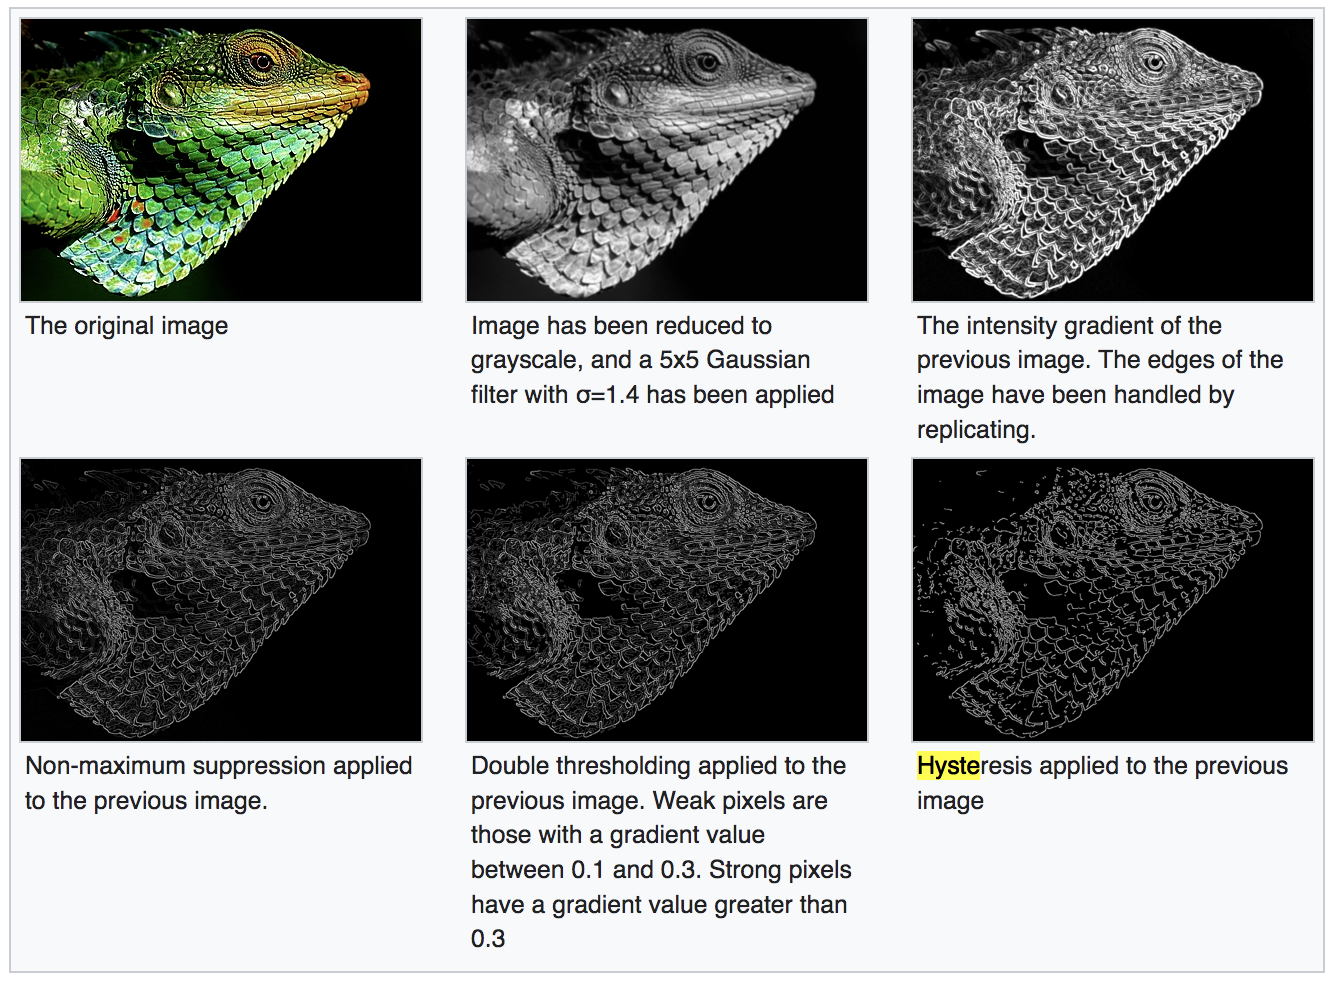 The original image
Image has been reduced to
grayscale, and a 5x5 Gaussian
filter with σ=1.4 has been applied
The intensity gradient of the
previous image. The edges of the
image have been handled by
replicating.
Non-maximum suppression applied
to the previous image.
Double thresholding applied to the
previous image. Weak pixels are
those with a gradient value
between 0.1 and 0.3. Strong pixels
have a gradient value greater than
0.3
Hysteresis applied to the previous
image